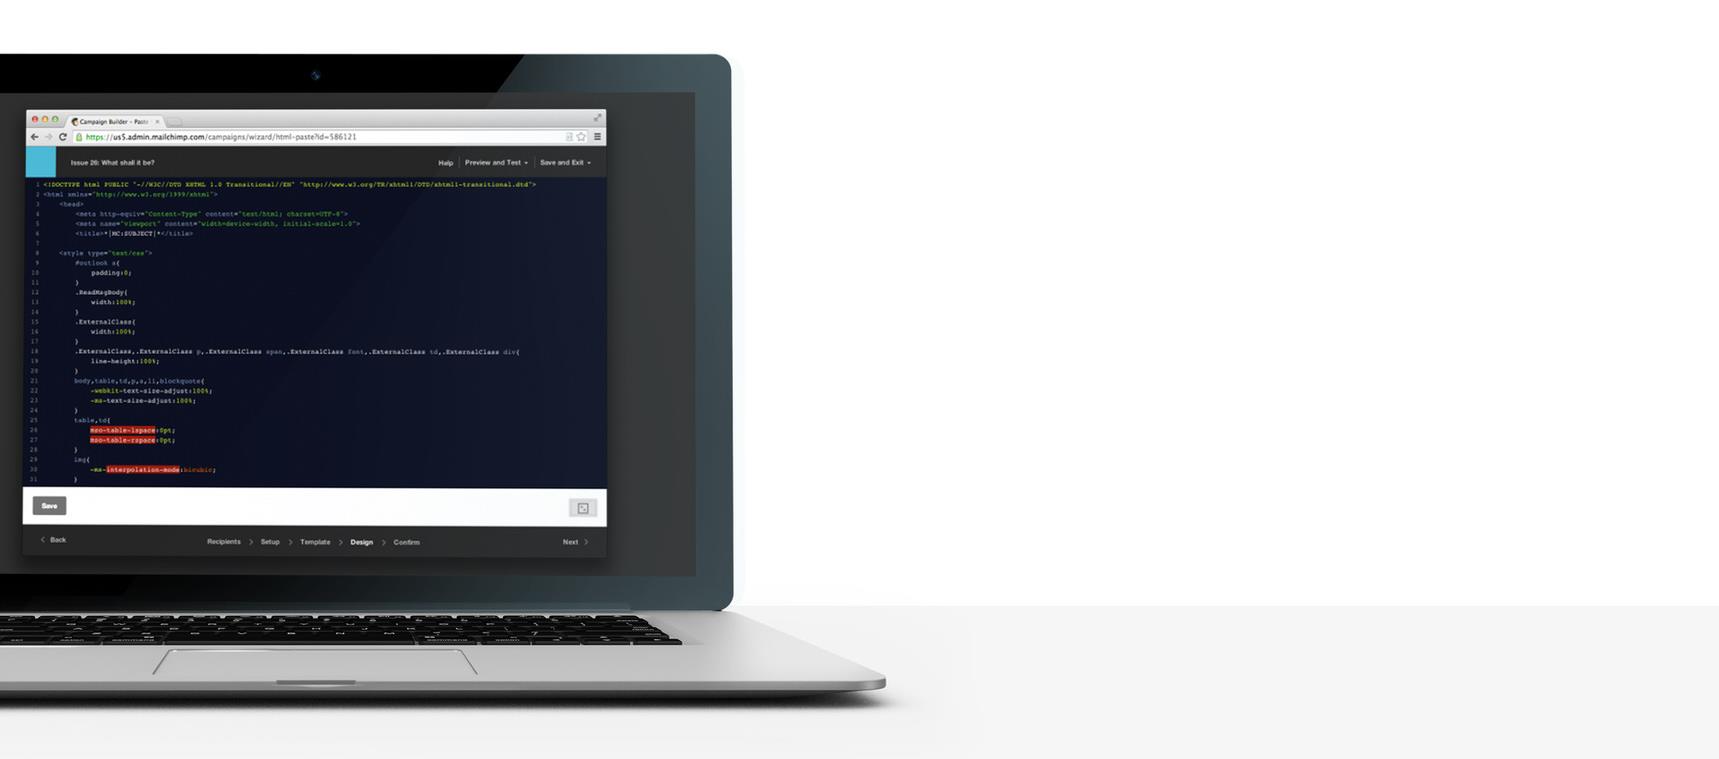 Campaign Builder - Paste
https://us5.admin.mailchimp.com/campaigns/wizard/html-paste?id=586121
Issue 26: What shall it be? Help Preview and Test Save and Exit
1 <!DOCTYPE html PUBLIC "-//W3C//DTD XHTML 1.0 Transitional//EN" "http://www.w3.org/TR/xhtml1/DTD/xhtml1-transitional.dtd">
2 <html xmlns="http://www.w3.org/1999/xhtml">
3 <head>
4 <meta http-equiv="Content-Type" content="text/html; charset=UTF-8">
5 <meta name="viewport" content="width=device-width, initial-scale=1.0">
6 <title>*|MC:SUBJECT|*</title>
7
8 <style type="text/css">
9 #outlook a{
10 padding:0;
11 }
12 .ReadMsgBody{
13 width:100%;
14 }
15 .ExternalClass{
16 width:100%;
17 }
18 .ExternalClass,.ExternalClass p,.ExternalClass span,.ExternalClass font,.ExternalClass td,.ExternalClass div{
19 line-height:100%;
20 }
21 body,table,td,p,a,li,blockquote{
22 -webkit-text-size-adjust:100%;
23 -ms-text-size-adjust:100%;
24 }
25 table,td{
26 mso-table-lspace:0pt;
27 mso-table-rspace:0pt;
28 }
29 img{
30 -ms-interpolation-mode:bicubic;
31 }
Save
Back Recipients Setup Template Design Confirm Next